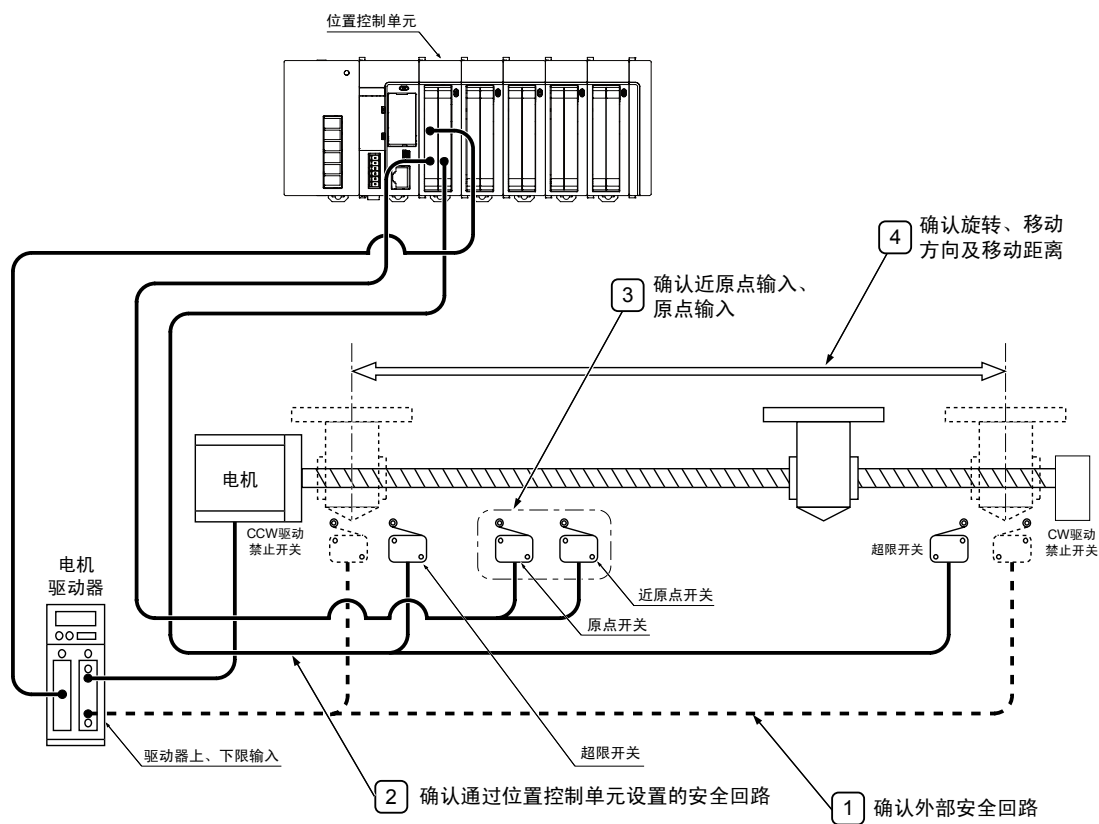 位置控制单元
4
确认旋转、移动
方向及移动距离
3
确认近原点输入、
原点输入
电机
CCW驱动
禁止开关
超限开关
CW驱动
禁止开关
电机
驱动器
近原点开关
原点开关
驱动器上、下限输入
超限开关
2 确认通过位置控制单元设置的安全回路
1 确认外部安全回路